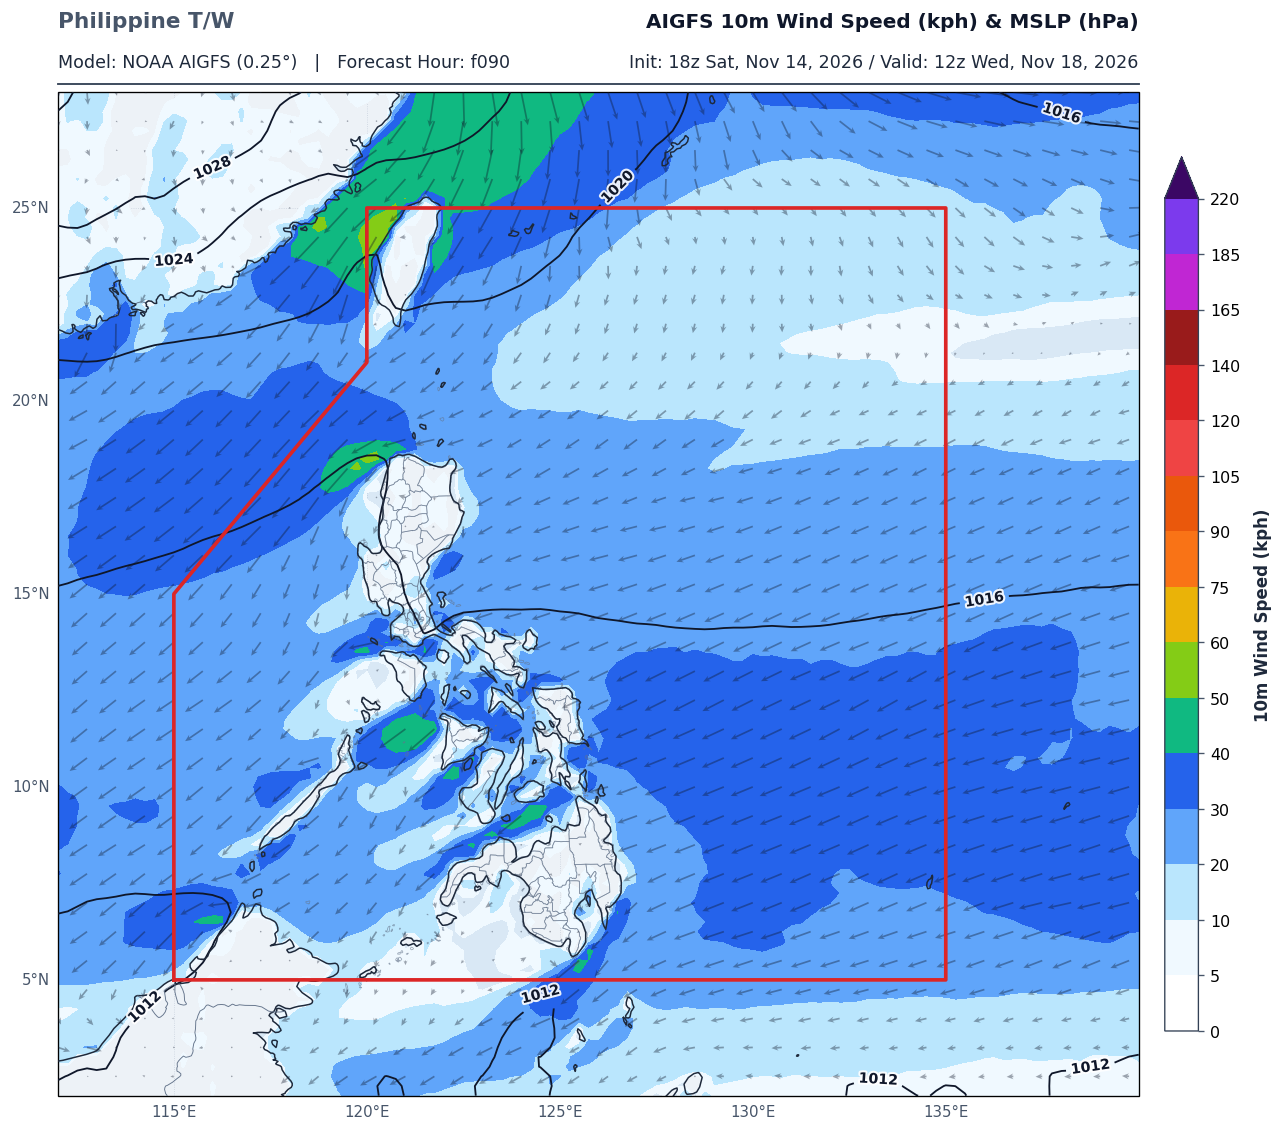 Philippine T/W
AIGFS 10m Wind Speed (kph) & MSLP (hPa)
Model: NOAA AIGFS (0.25°) | Forecast Hour: f090
Init: 18z Sat, Nov 14, 2026 / Valid: 12z Wed, Nov 18, 2026
1016
1028
1020
1024
1016
1012
1012
1012
1012
25°N
20°N
15°N
10°N
5°N
115°E
120°E
125°E
130°E
135°E
220
185
165
140
120
105
90
75
60
50
40
30
20
10
5
0
10m Wind Speed (kph)